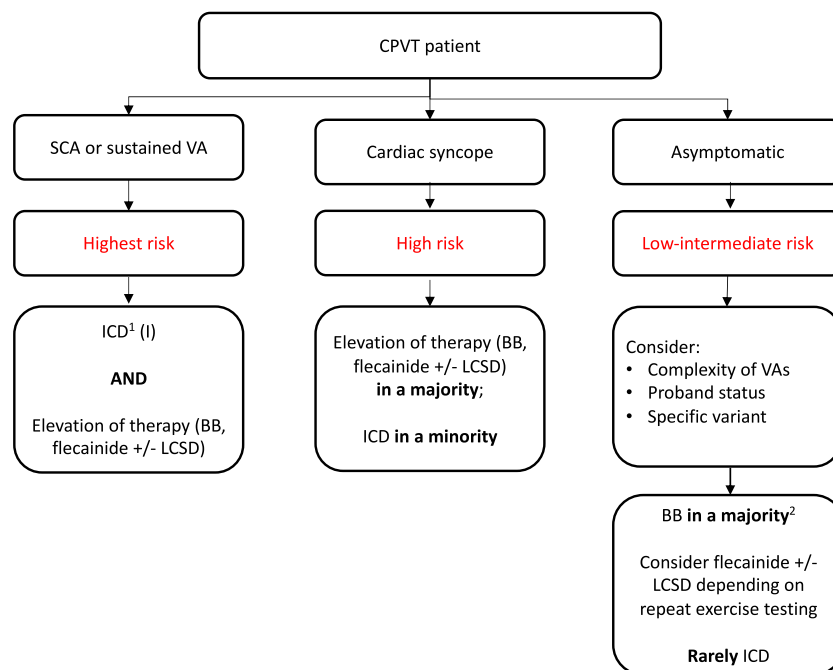 CPVT patient
SCA or sustained VA
Cardiac syncope
Asymptomatic
Highest risk
High risk
Low-intermediate risk
ICD¹ (I)
AND
Elevation of therapy (BB,
flecainide +/- LCSD)
Elevation of therapy (BB,
flecainide +/- LCSD)
in a majority;
ICD in a minority
Consider:
• Complexity of VAs
• Proband status
• Specific variant
BB in a majority²
Consider flecainide +/-
LCSD depending on
repeat exercise testing
Rarely ICD